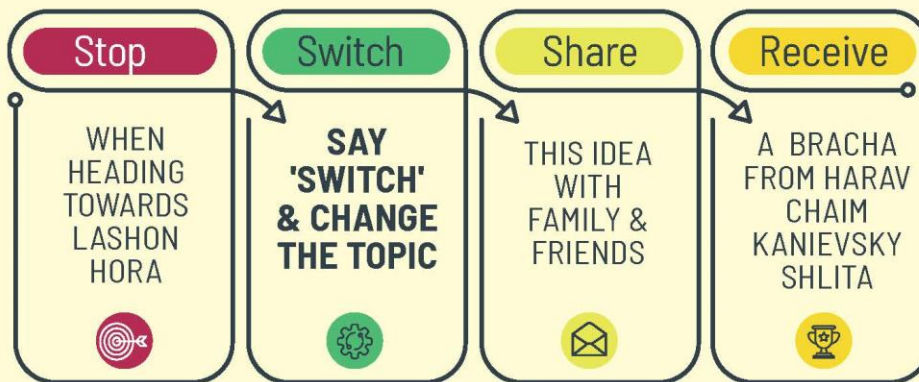 Stop
WHEN
HEADING
TOWARDS
LASHON
HORA
Switch
SAY
'SWITCH'
& CHANGE
THE TOPIC
Share
THIS IDEA
WITH
FAMILY &
FRIENDS
Receive
A BRACHA
FROM HARAV
CHAIM
KANIEVSKY
SHLITA